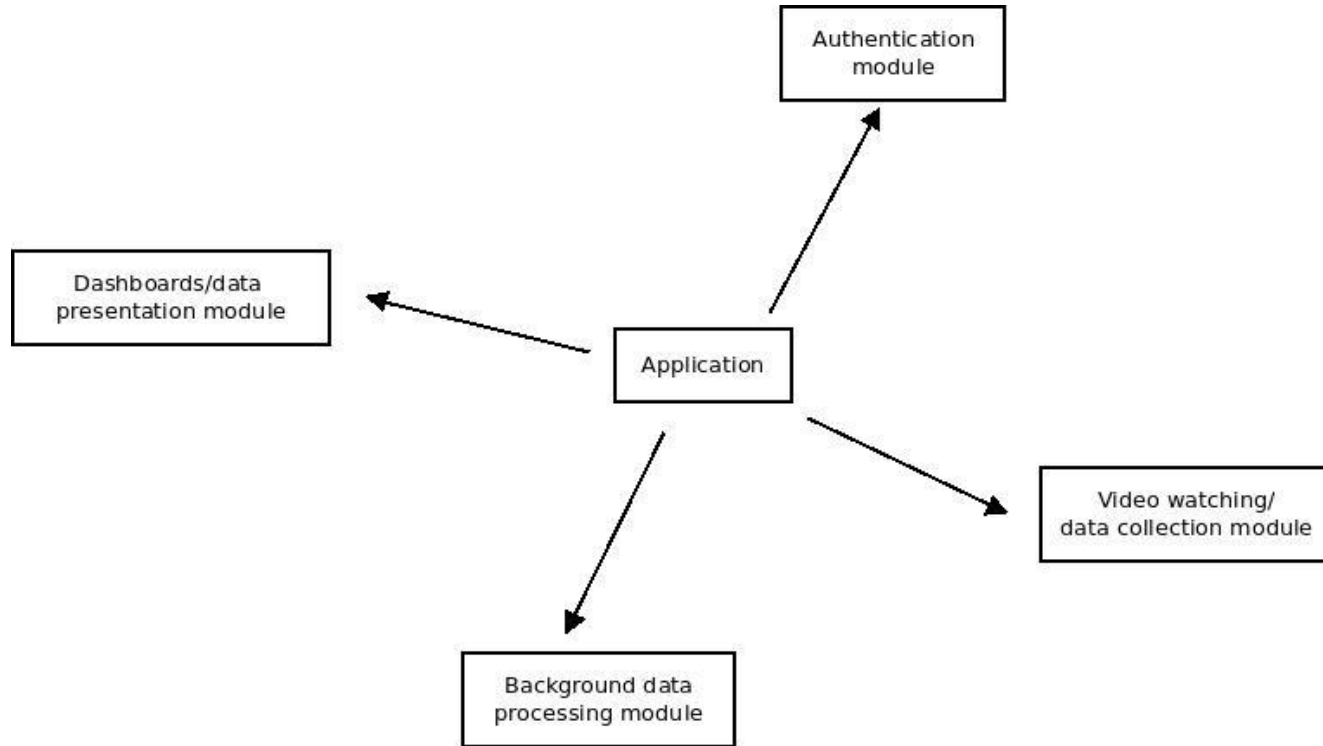 Authentication
module
Dashboards/data
presentation module
Application
Video watching/
data collection module
Background data
processing module